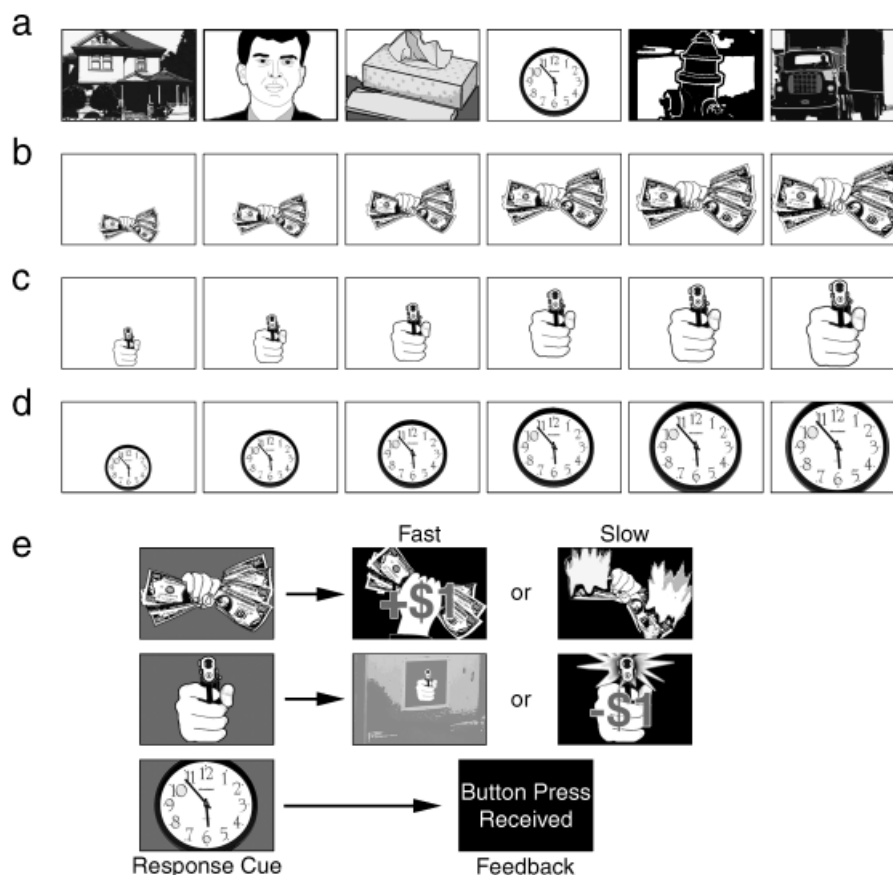 a
b
c
d
e
Fast
Slow
+$1
or
or
-$1
Button Press
Received
Response Cue
Feedback